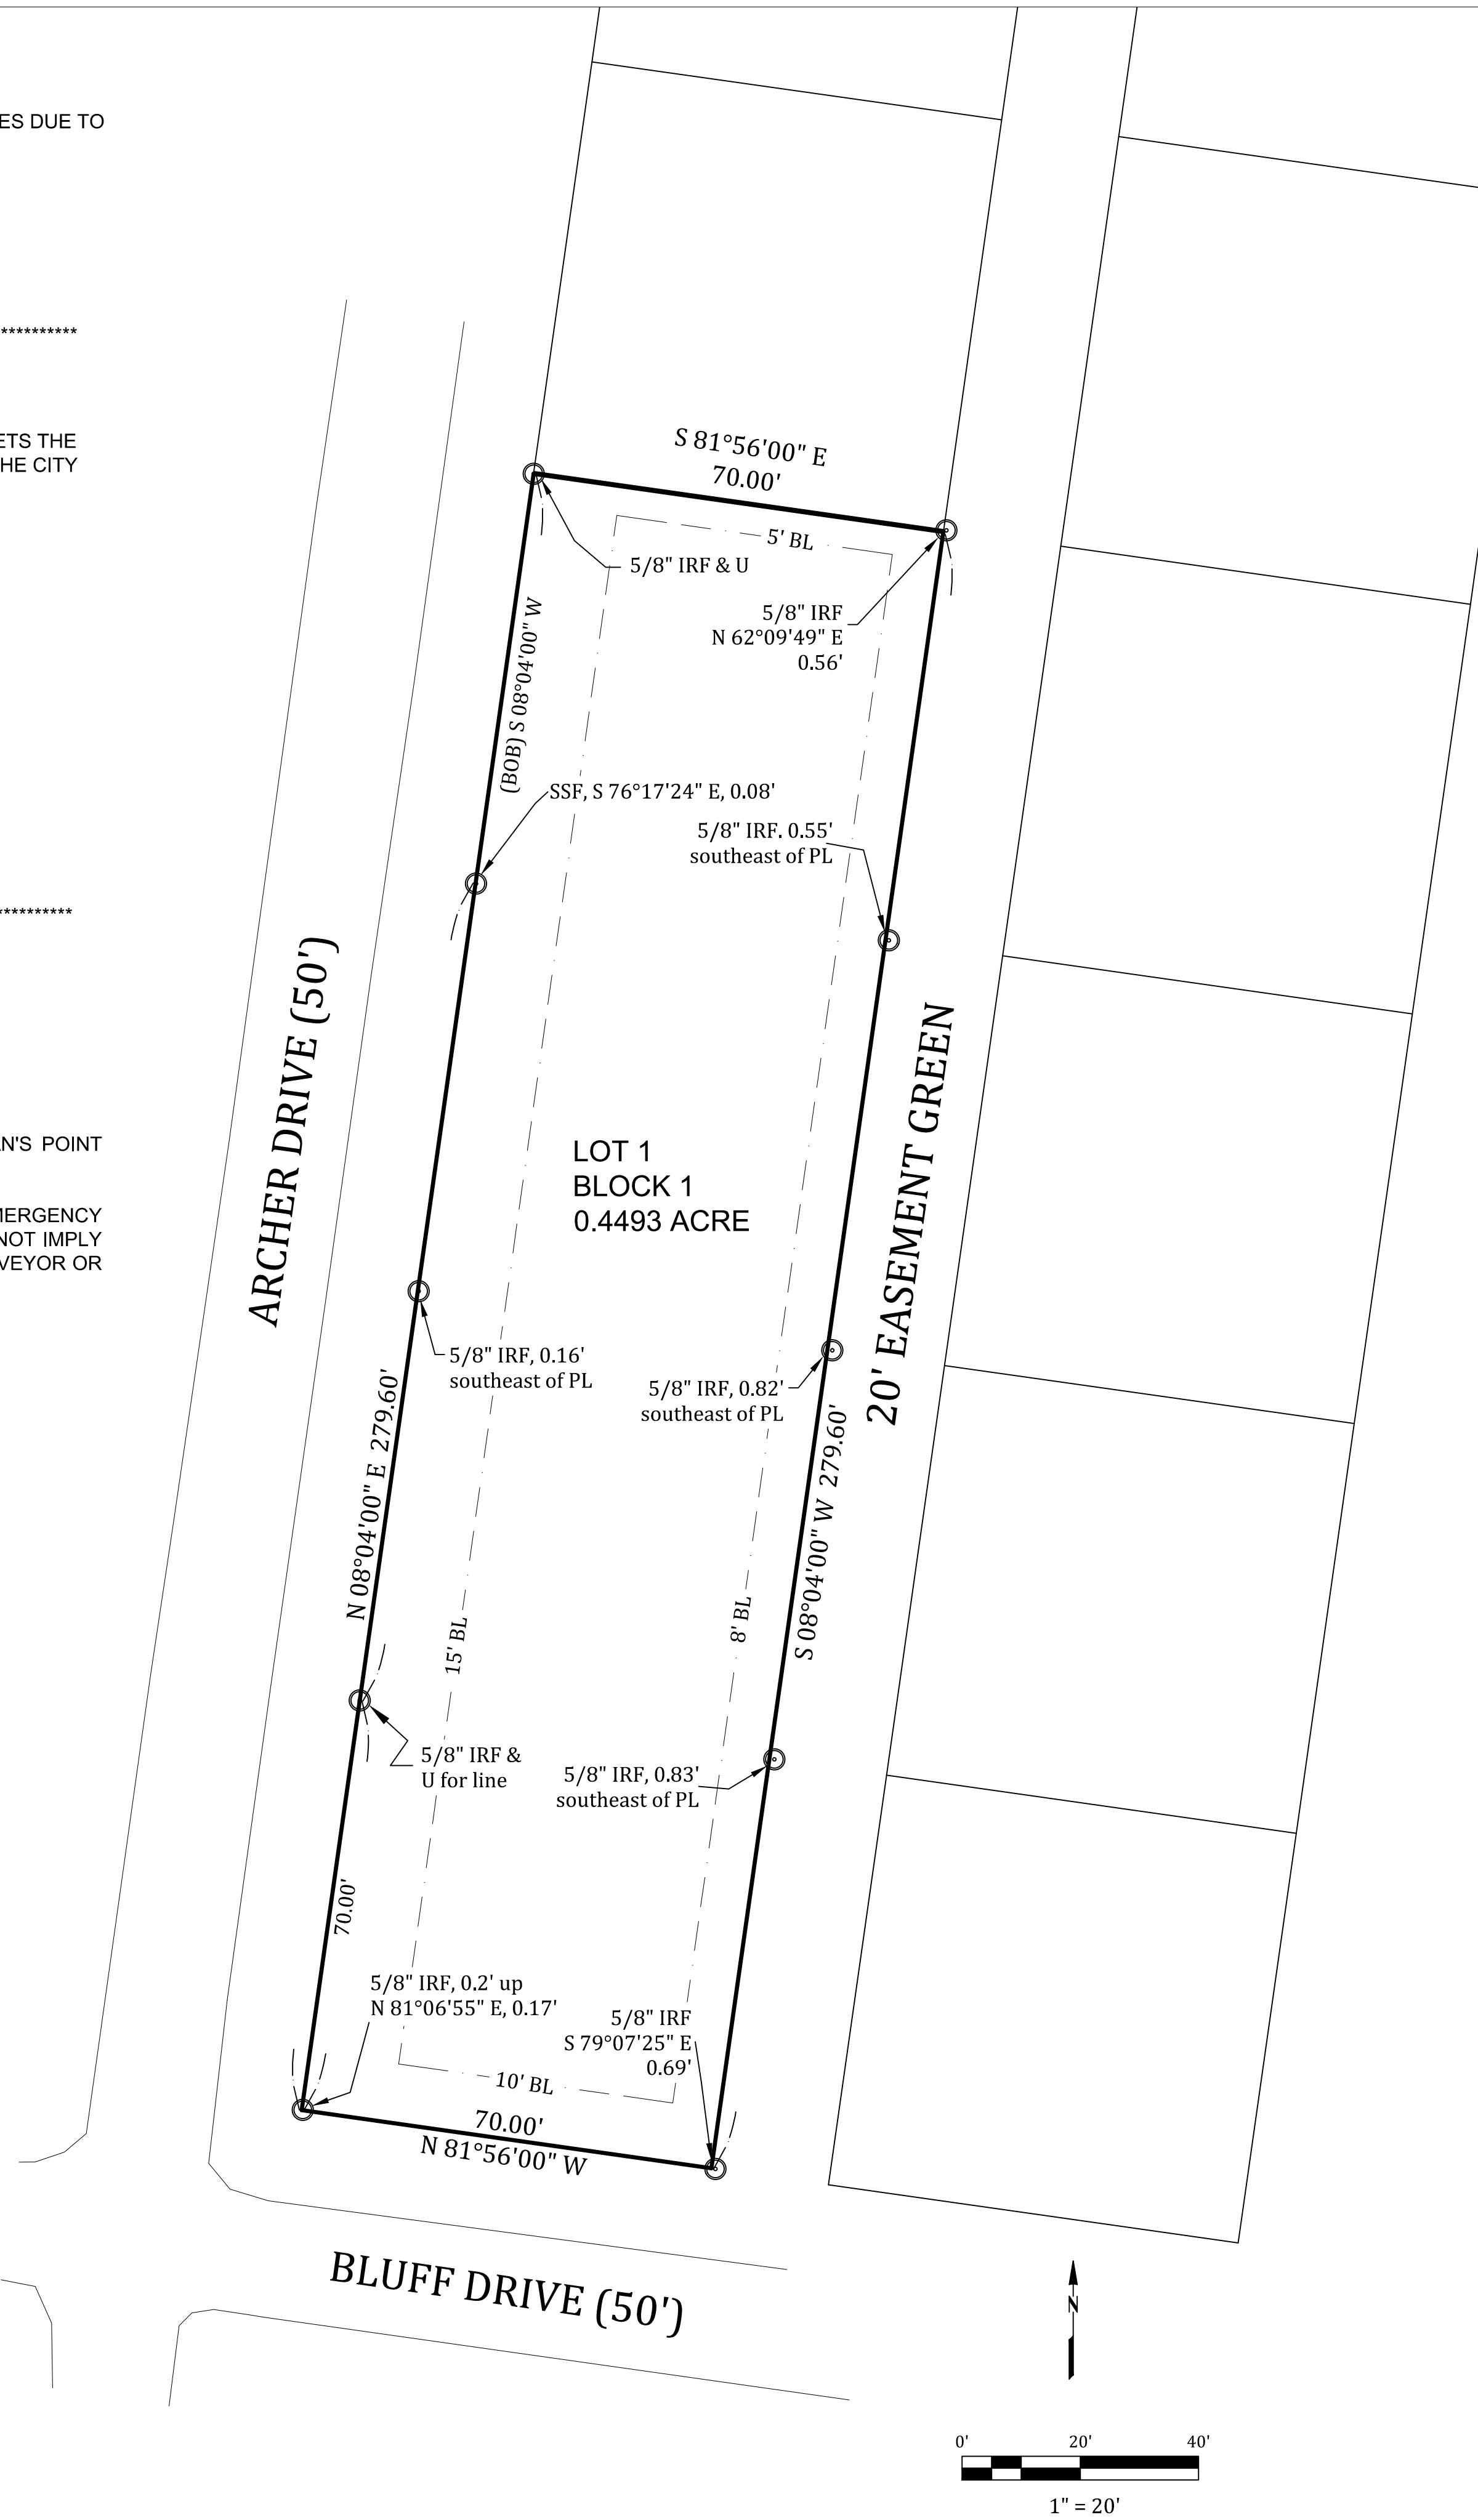 ES DUE TO
**********
ETS THE
HE CITY
S 81°56'00" E
70.00'
5' BL
5/8" IRF & U
5/8" IRF
N 62°09'49" E
0.56'
(BOB) S 08°04'00" W
SSF, S 76°17'24" E, 0.08'
5/8" IRF. 0.55'
southeast of PL
**********
ARCHER DRIVE (50')
20' EASEMENT GREEN
AN'S POINT
MERGENCY
NOT IMPLY
VEYOR OR
LOT 1
BLOCK 1
0.4493 ACRE
5/8" IRF, 0.16'
southeast of PL
5/8" IRF, 0.82'
southeast of PL
N 08°04'00" E 279.60'
S 08°04'00" W 279.60'
15' BL
8' BL
5/8" IRF &
U for line
5/8" IRF, 0.83'
southeast of PL
70.00'
5/8" IRF, 0.2' up
N 81°06'55" E, 0.17'
5/8" IRF
S 79°07'25" E
0.69'
10' BL
70.00'
N 81°56'00" W
BLUFF DRIVE (50')
N
0' 20' 40'
1" = 20'